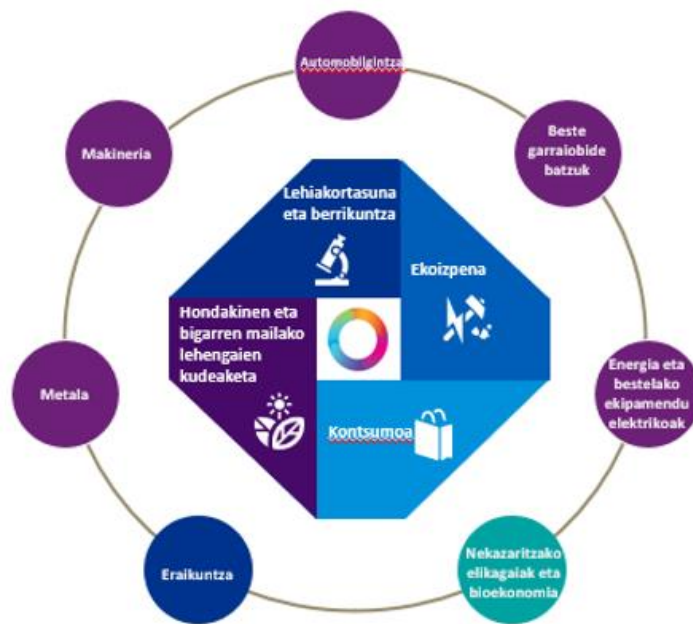 Automobilgintza
Makineria
Beste
garraiobide
batzuk
Lehiakortasuna
eta berrikuntza
Ekoizpena
Hondakinen eta
bigarren mailako
lehengaien
kudeaketa
Metala
Energia eta
bestelako
ekipamendu
elektrikoak
Kontsumoa
Eraikuntza
Nekazaritzako
elikagaiak eta
bioekonomia